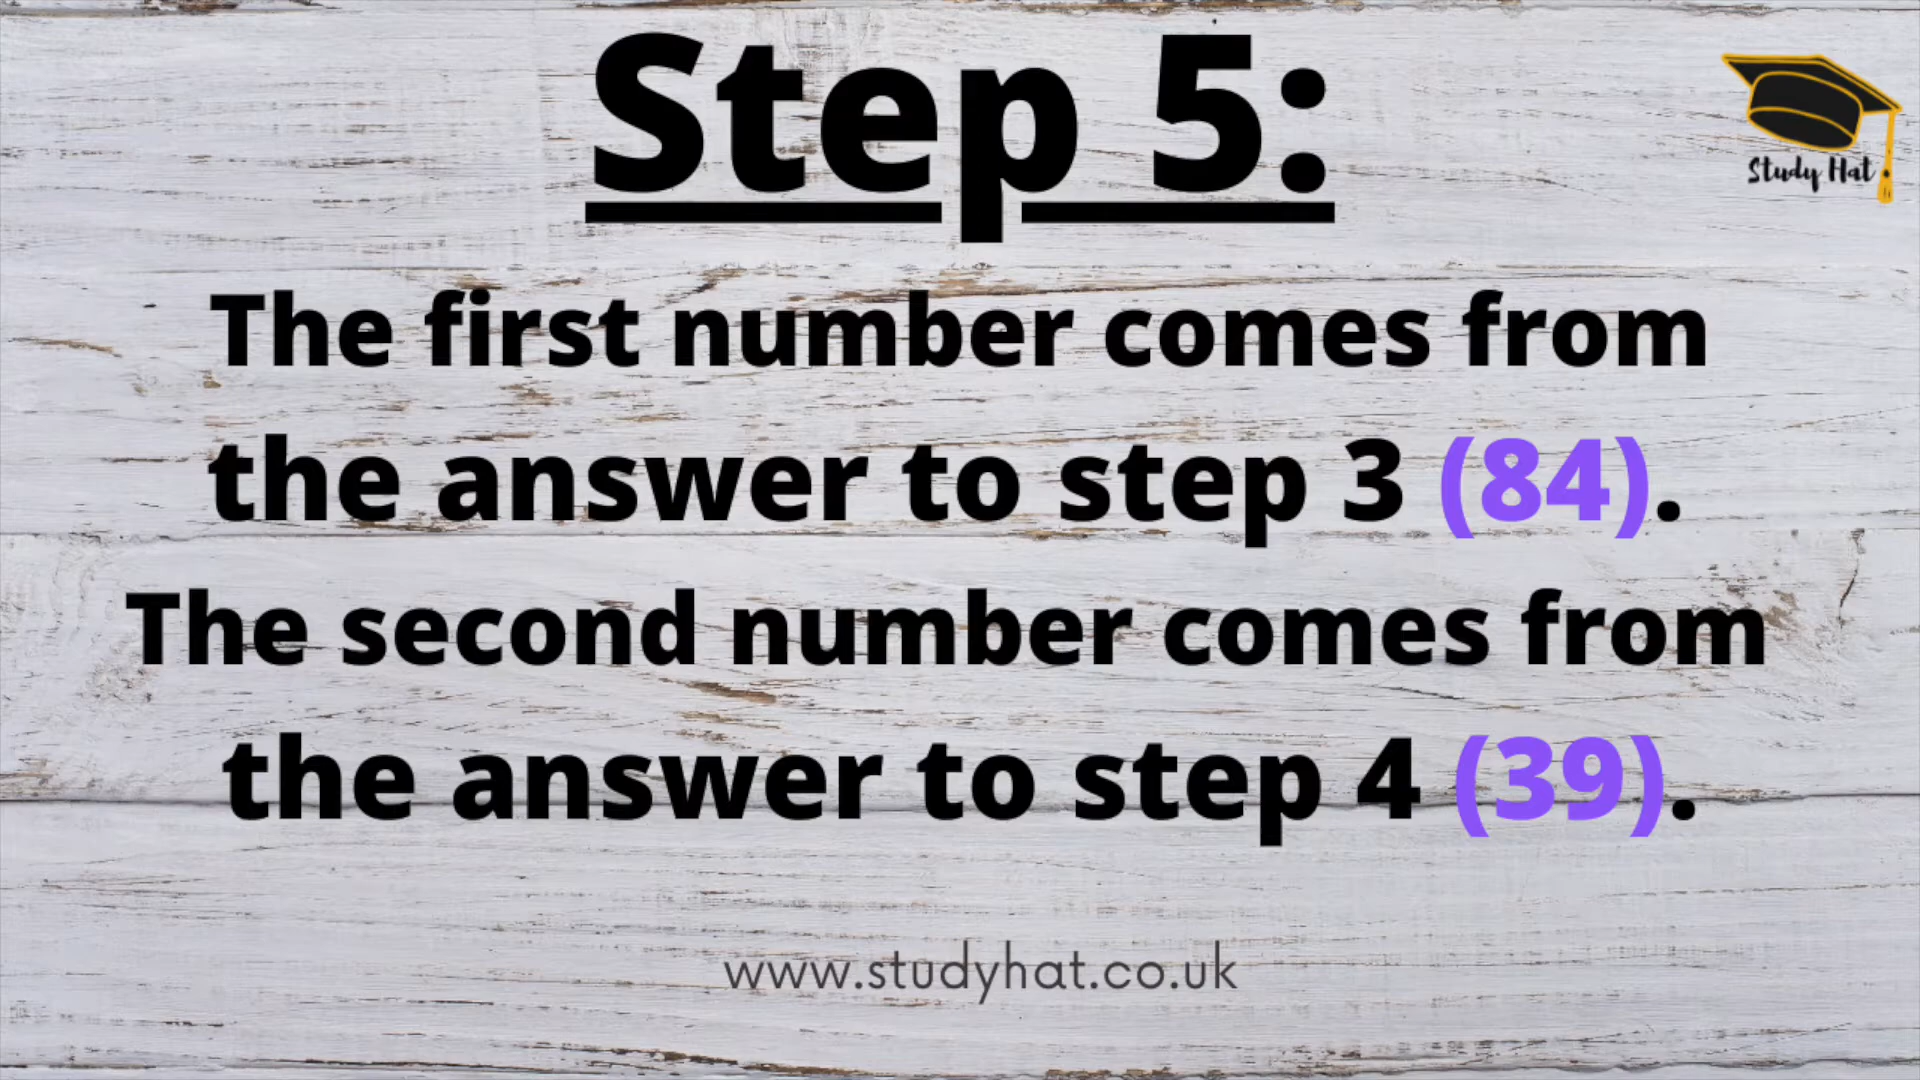 Step 5:
Study Hat
The first number comes from
the answer to step 3 (84).
The second number comes from
the answer to step 4 (39).
www.studyhat.co.uk